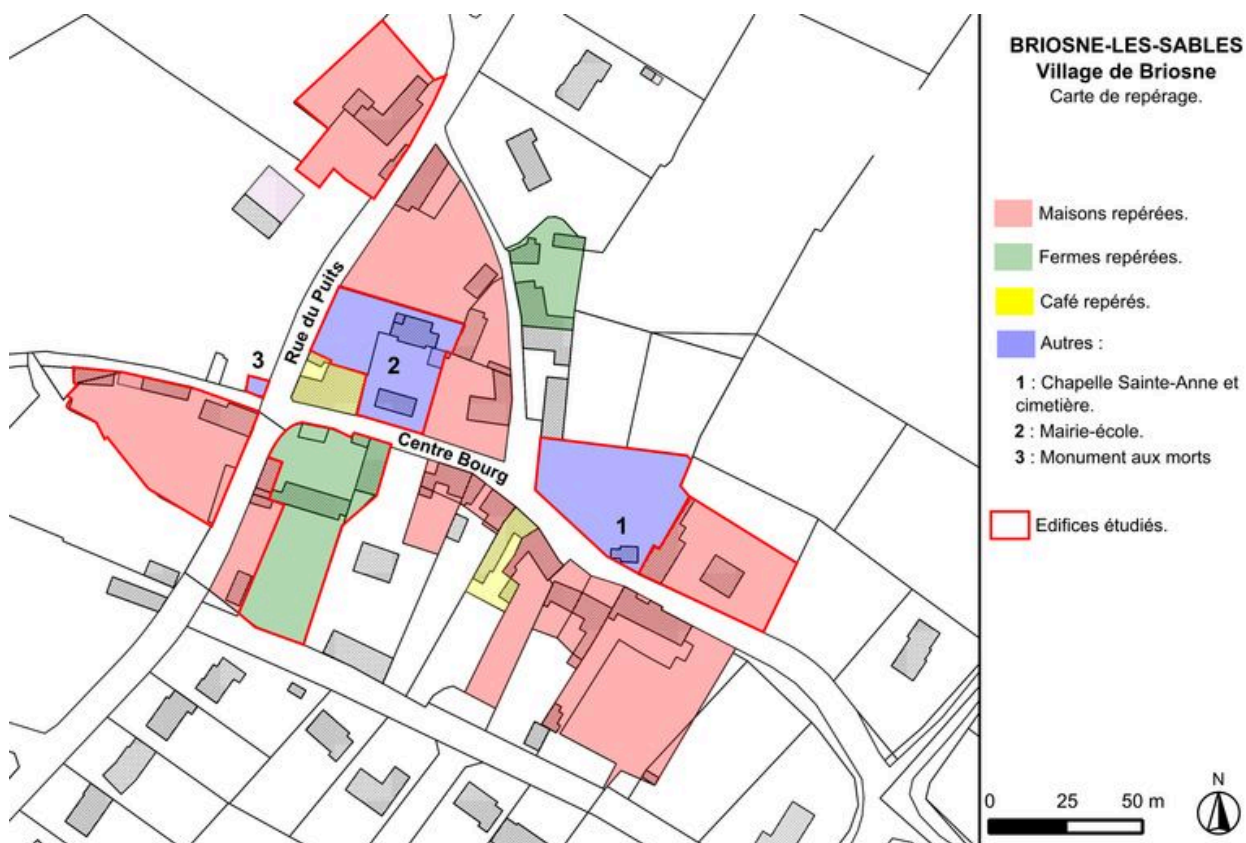 BRIOSNE-LES-SABLES
Village de Briosne
Carte de repérage.
Maisons repérées.
Fermes repérées.
Café repérés.
Autres :
1 : Chapelle Sainte-Anne et
cimetière.
2 : Mairie-école.
3 : Monument aux morts
Edifices étudiés.
0 25 50 m
N
Rue du Puits
3
2
Centre Bourg
1